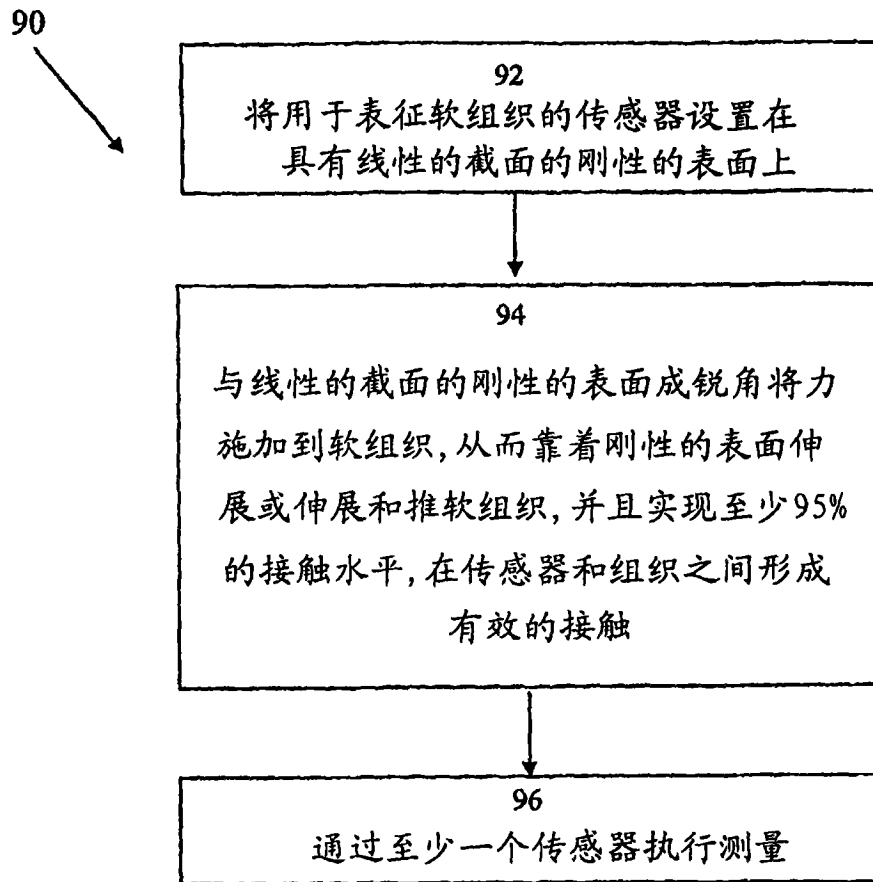 90
92
将用于表征软组织的传感器设置在
具有线性的截面的刚性的表面上
94
与线性的截面的刚性的表面成锐角将力
施加到软组织,从而靠着刚性的表面伸
展或伸展和推软组织,并且实现至少95%
的接触水平,在传感器和组织之间形成
有效的接触
96
通过至少一个传感器执行测量